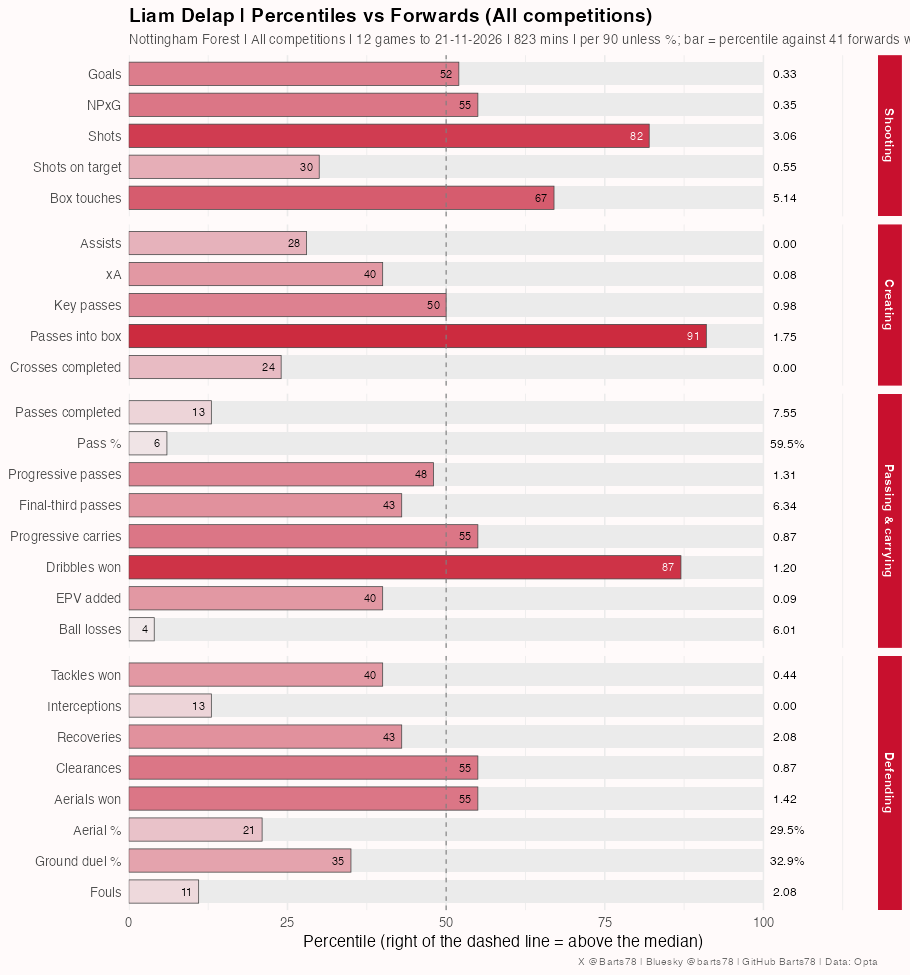 Liam Delap | Percentiles vs Forwards (All competitions)
Nottingham Forest | All competitions | 12 games to 21-11-2026 | 823 mins | per 90 unless %; bar = percentile against 41 forwards
Goals 52 0.33
NPxG 55 0.35
Shots 82 3.06
Shots on target 30 0.55
Box touches 67 5.14
Shooting
Assists 28 0.00
xA 40 0.08
Key passes 50 0.98
Passes into box 91 1.75
Crosses completed 24 0.00
Creating
Passes completed 13 7.55
Pass % 6 59.5%
Progressive passes 48 1.31
Final-third passes 43 6.34
Progressive carries 55 0.87
Dribbles won 87 1.20
EPV added 40 0.09
Ball losses 4 6.01
Passing & carrying
Tackles won 40 0.44
Interceptions 13 0.00
Recoveries 43 2.08
Clearances 55 0.87
Aerials won 55 1.42
Aerial % 21 29.5%
Ground duel % 35 32.9%
Fouls 11 2.08
Defending
0 25 50 75 100
Percentile (right of the dashed line = above the median)
X @Barts78 | Bluesky @barts78 | GitHub Barts78 | Data: Opta